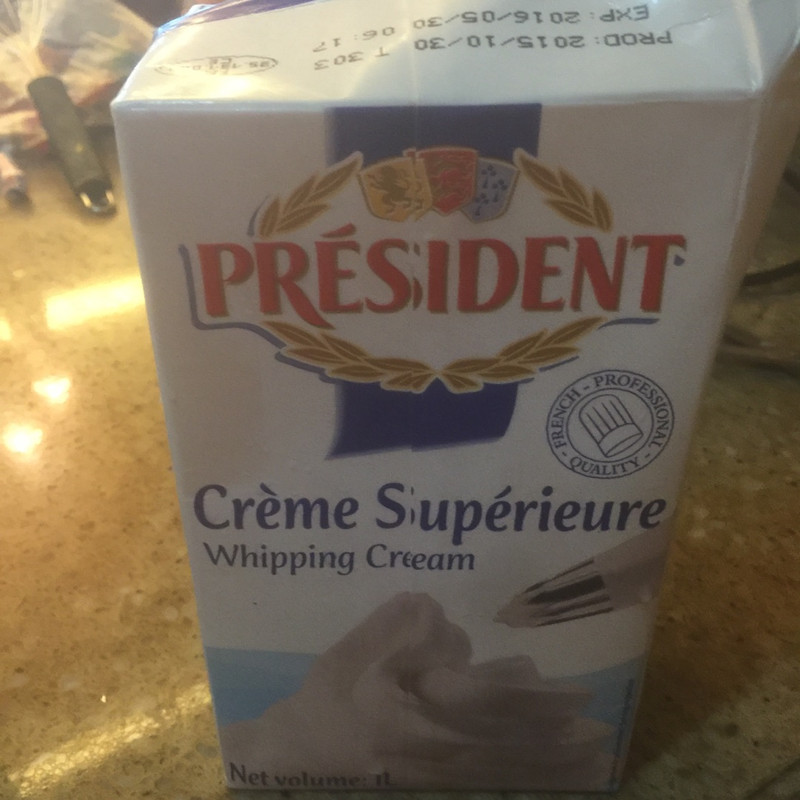 PROD: 2015/10/30 T 303
EXP: 2016/05/30 06:17
PRÉSIDENT
FRENCH - PROFESSIONAL - QUALITY -
Crème Supérieure
Whipping Cream
Net volume: 1L